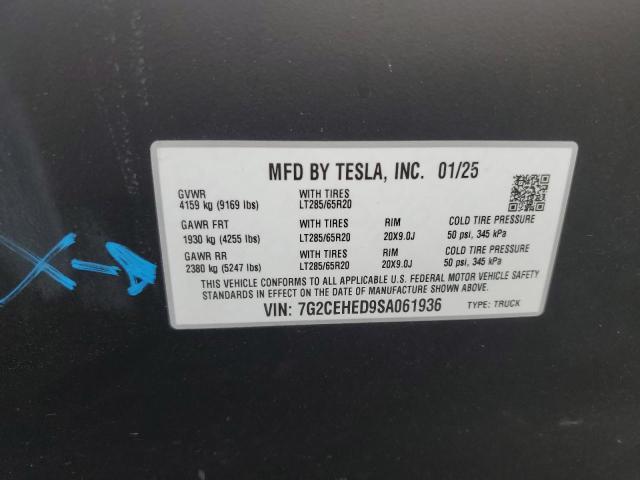 MFD BY TESLA, INC. 01/25
GVWR WITH TIRES
4159 kg (9169 lbs) LT285/65R20
GAWR FRT WITH TIRES RIM COLD TIRE PRESSURE
1930 kg (4255 lbs) LT285/65R20 20X9.0J 50 psi, 345 kPa
GAWR RR WITH TIRES RIM COLD TIRE PRESSURE
2380 kg (5247 lbs) LT285/65R20 20X9.0J 50 psi, 345 kPa
THIS VEHICLE CONFORMS TO ALL APPLICABLE U.S. FEDERAL MOTOR VEHICLE SAFETY
STANDARDS IN EFFECT ON THE DATE OF MANUFACTURE SHOWN ABOVE.
VIN: 7G2CEHED9SA061936 TYPE: TRUCK